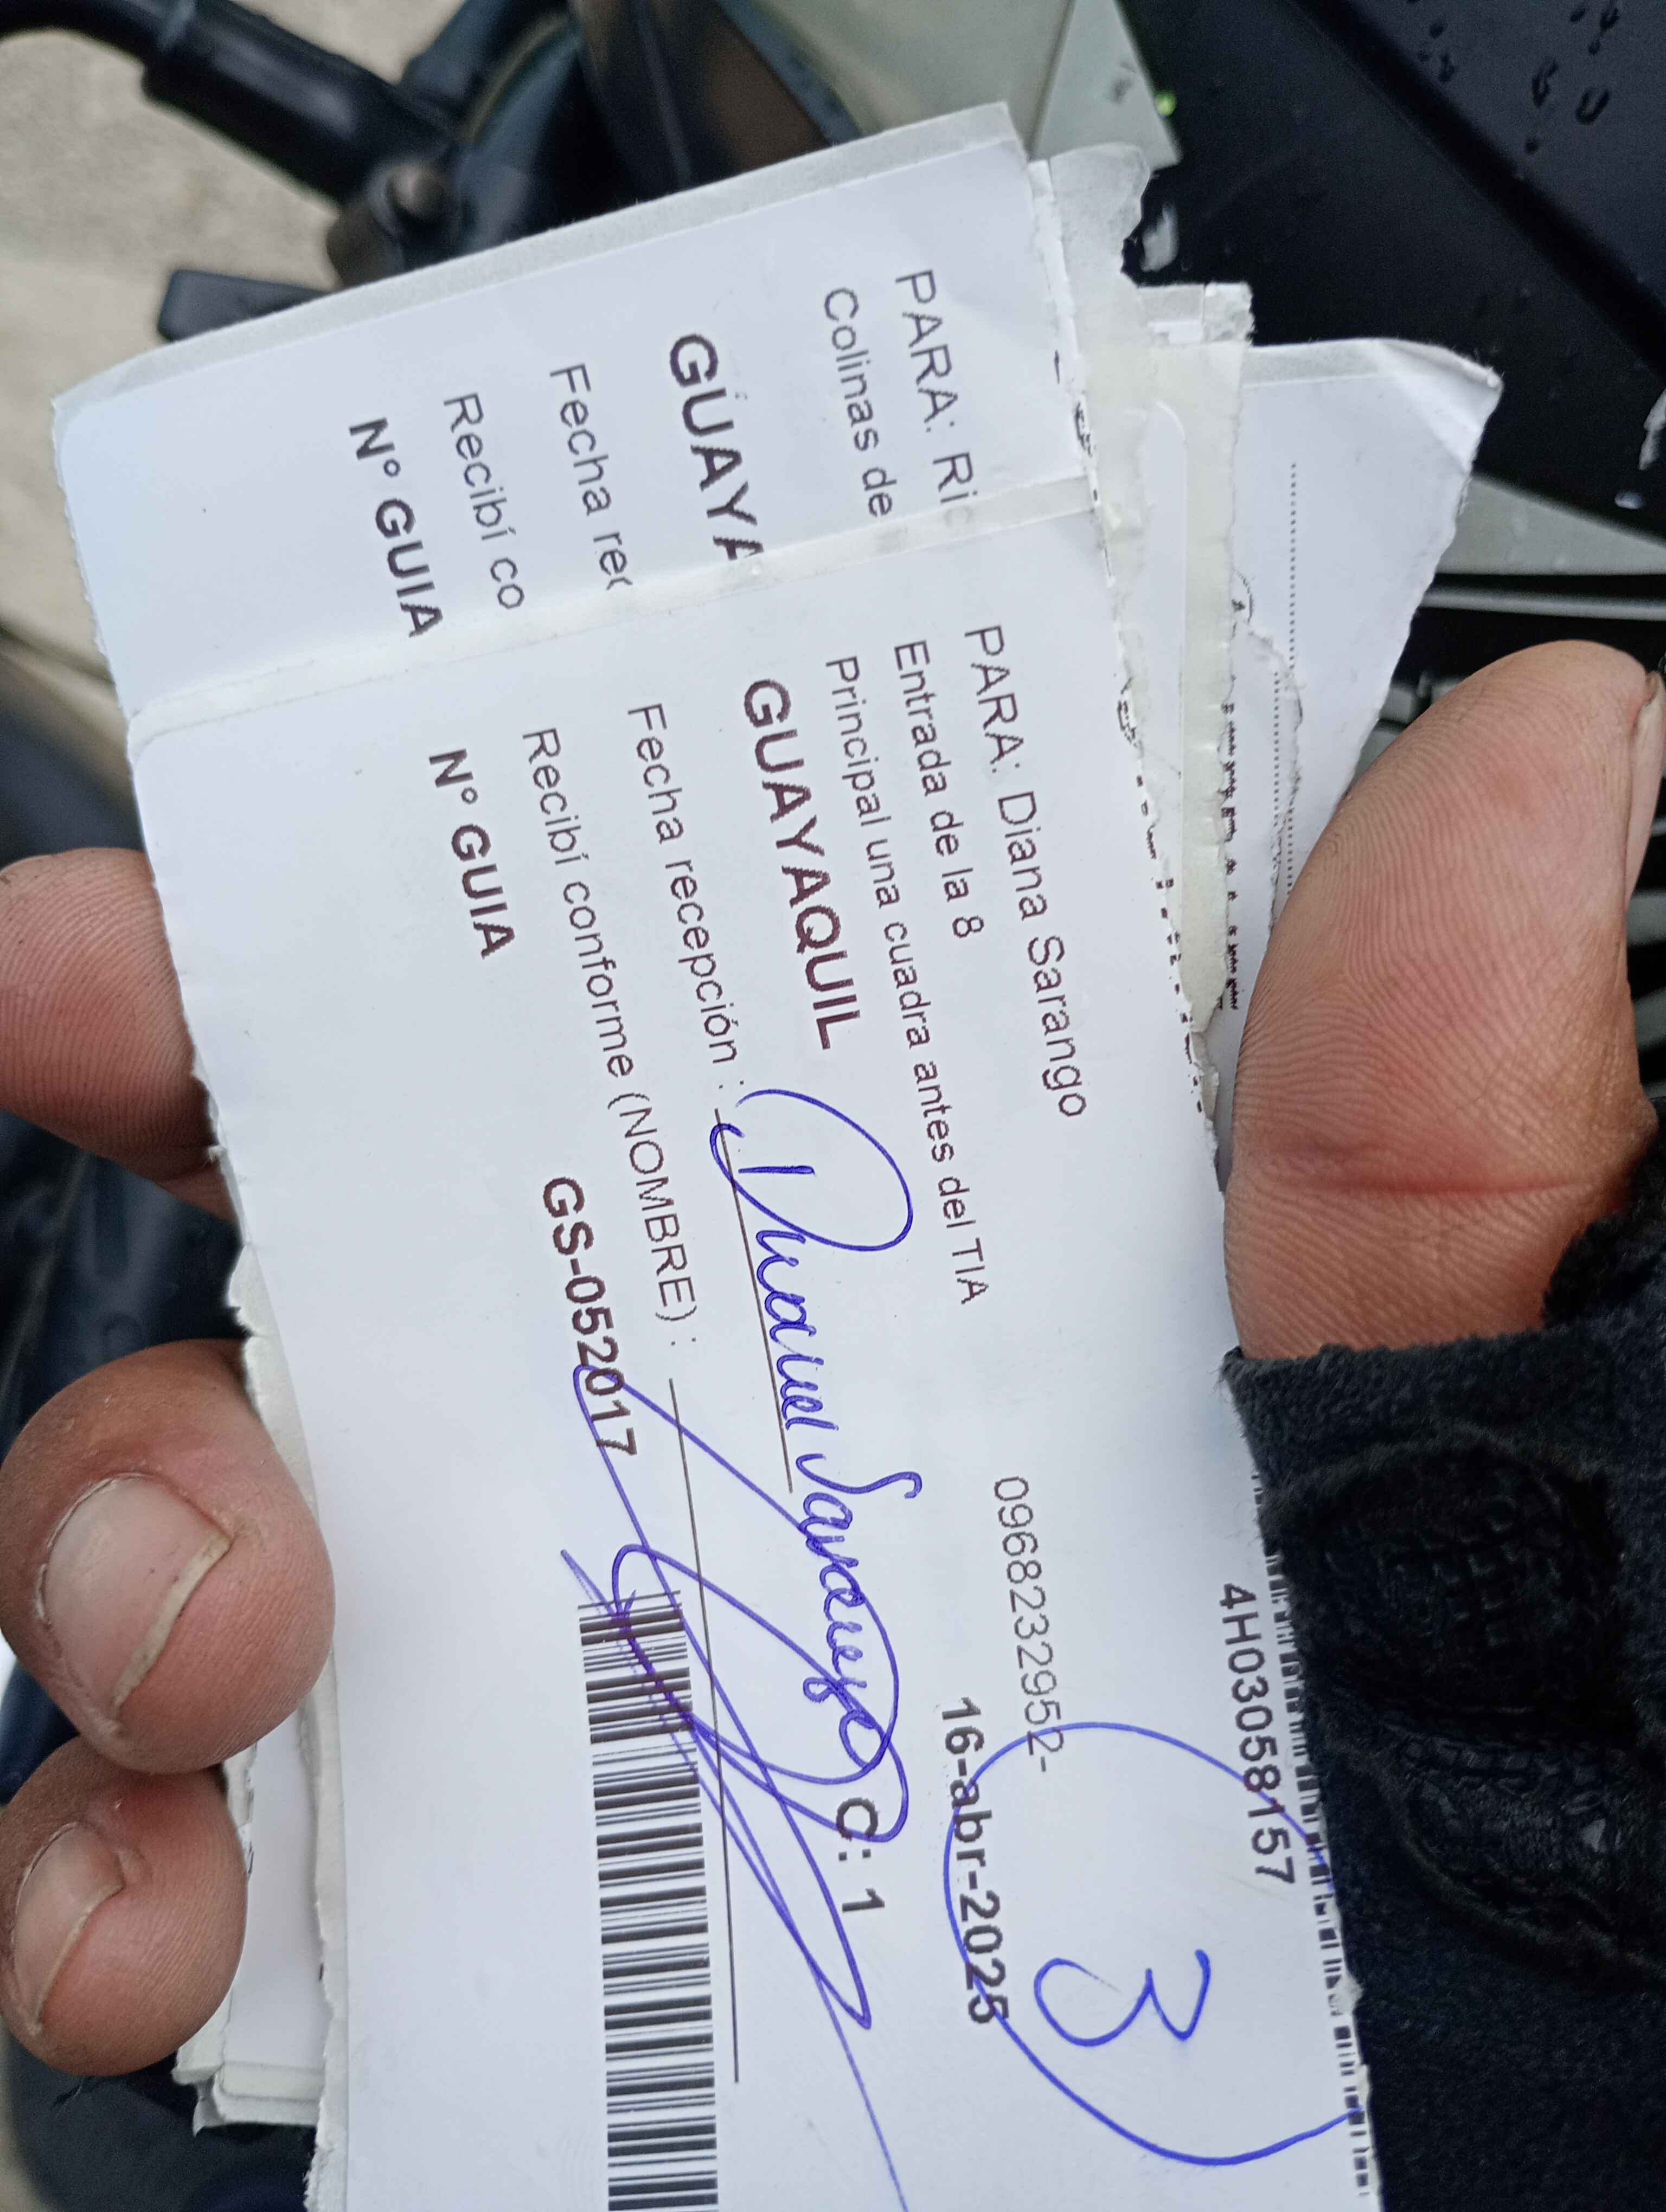 PARA: Ri
Colinas de
GUAYA
Fecha rec
Recibí co
N° GUIA
4H03058157
PARA: Diana Sarango
0968232952-
Entrada de la 8
16-abr-2025
3
Principal una cuadra antes del TIA
GUAYAQUIL
C: 1
Fecha recepción :
Sarango
Recibí conforme (NOMBRE) :
N° GUIA
GS-052017